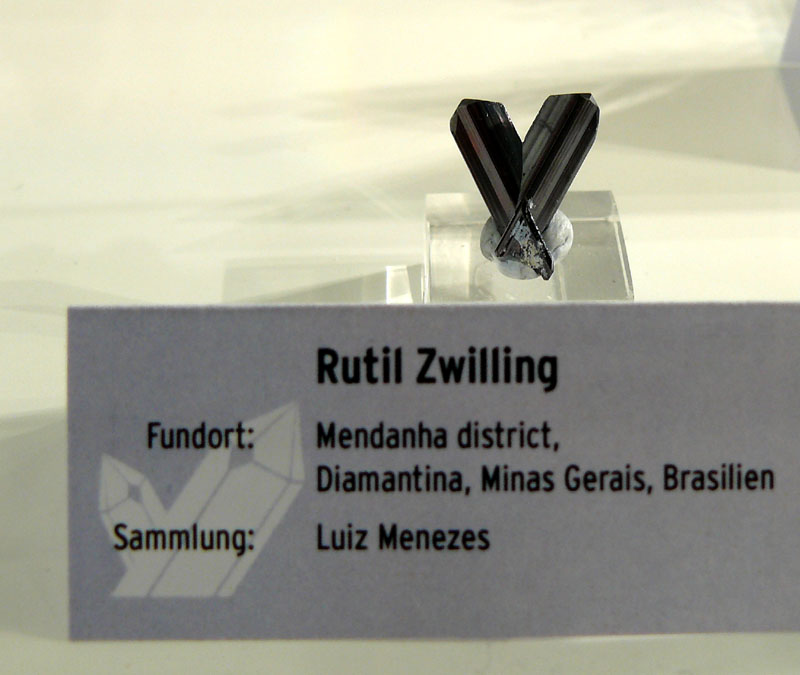 Rutil Zwilling
Fundort: Mendanha district,
Diamantina, Minas Gerais, Brasilien
Sammlung: Luiz Menezes